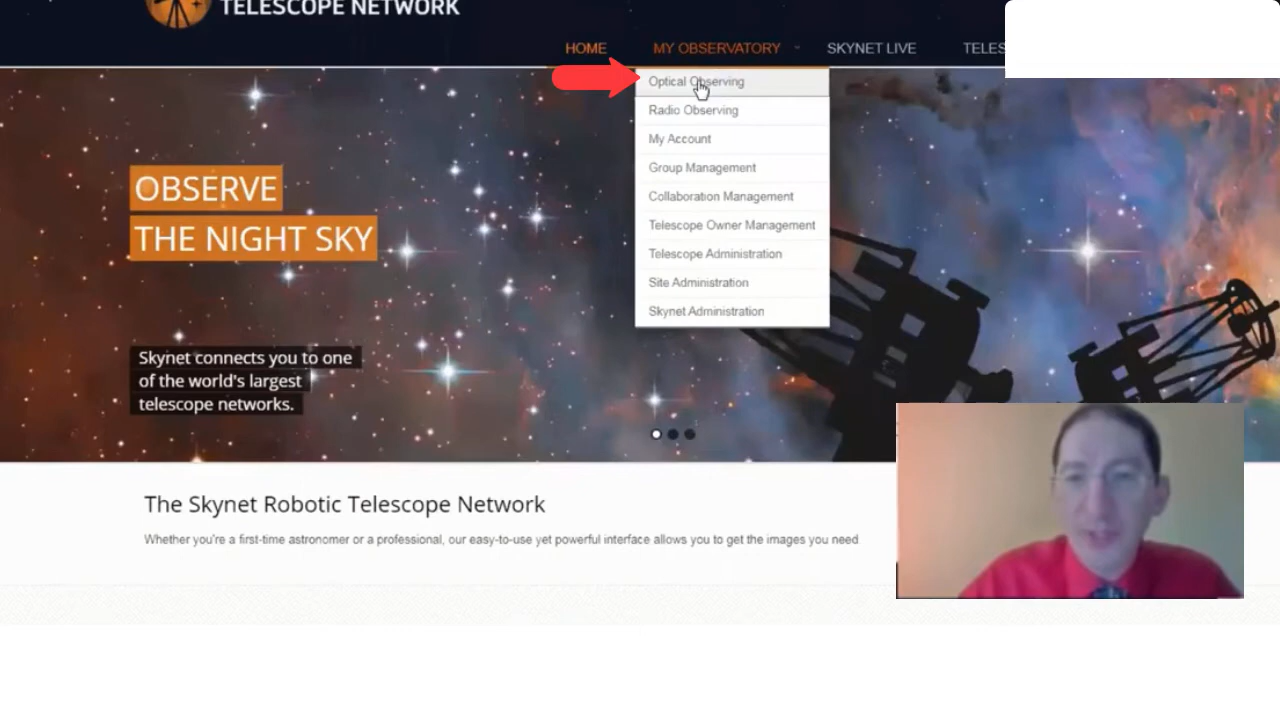 TELESCOPE NETWORK
HOME MY OBSERVATORY SKYNET LIVE TELES
Optical Observing
Radio Observing
My Account
Group Management
Collaboration Management
Telescope Owner Management
Telescope Administration
Site Administration
Skynet Administration
OBSERVE
THE NIGHT SKY
Skynet connects you to one
of the world's largest
telescope networks.
The Skynet Robotic Telescope Network
Whether you're a first-time astronomer or a professional, our easy-to-use yet powerful interface allows you to get the images you need